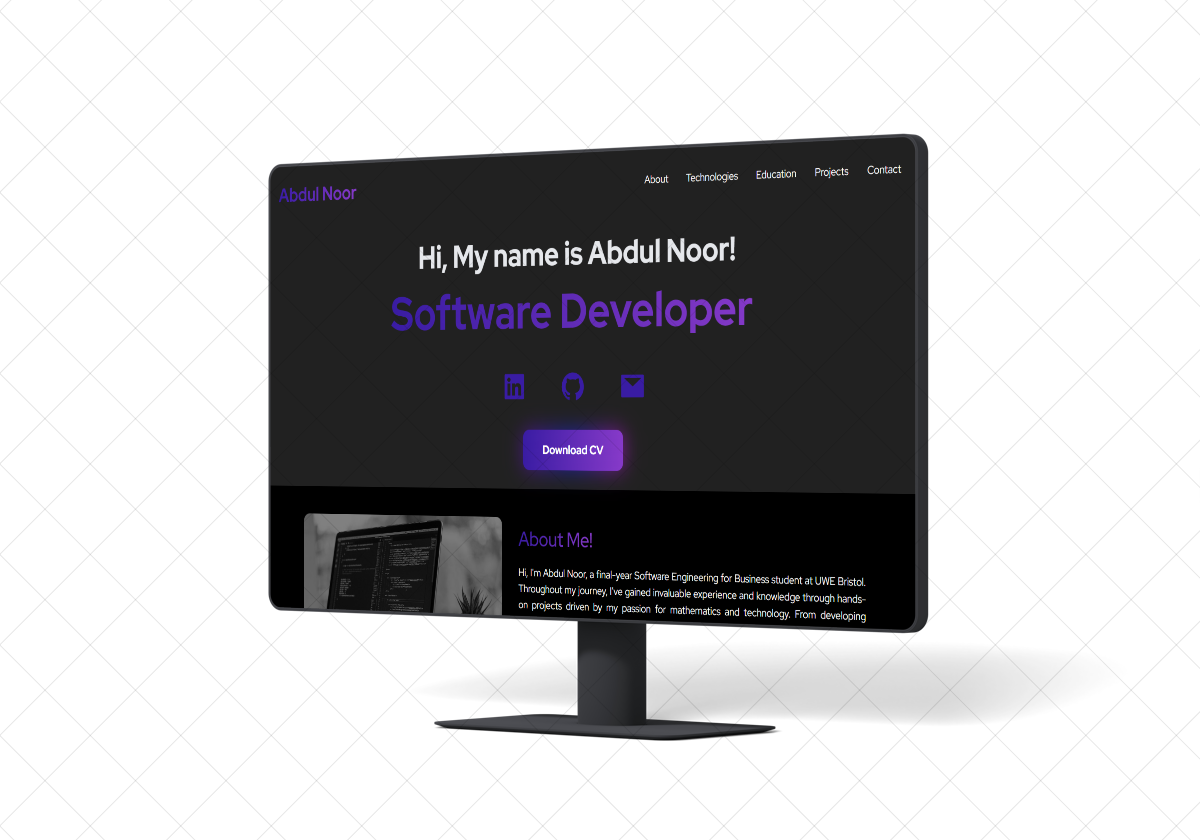 Abdul Noor
About Technologies Education Projects Contact
Hi, My name is Abdul Noor!
Software Developer
in
Download CV
About Me!
Hi, I'm Abdul Noor, a final-year Software Engineering for Business student at UWE Bristol.
Throughout my journey, I've gained invaluable experience and knowledge through hands-
on projects driven by my passion for mathematics and technology. From developing